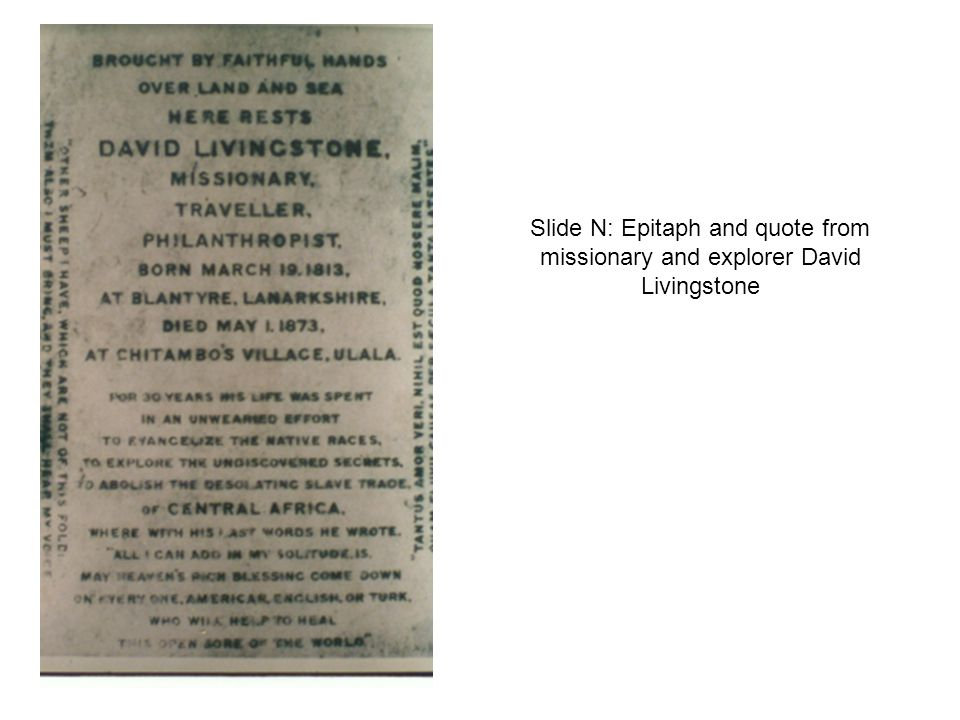 BROUGHT BY FAITHFUL HANDS
OVER LAND AND SEA
HERE RESTS
DAVID LIVINGSTONE,
MISSIONARY,
TRAVELLER,
PHILANTHROPIST,
BORN MARCH 19. 1813,
AT BLANTYRE, LANARKSHIRE,
DIED MAY 1. 1873,
AT CHITAMBO'S VILLAGE, ULALA.
FOR 30 YEARS HIS LIFE WAS SPENT
IN AN UNWEARIED EFFORT
TO EVANGELIZE THE NATIVE RACES,
TO EXPLORE THE UNDISCOVERED SECRETS,
TO ABOLISH THE DESOLATING SLAVE TRADE,
OF CENTRAL AFRICA,
WHERE WITH HIS LAST WORDS HE WROTE,
"ALL I CAN ADD IN MY SOLITUDE, IS,
MAY HEAVEN'S RICH BLESSING COME DOWN
ON EVERY ONE, AMERICAN, ENGLISH, OR TURK,
WHO WILL HELP TO HEAL
THIS OPEN SORE OF THE WORLD."
"OTHER SHEEP I HAVE, WHICH ARE NOT OF THIS FOLD:
THEM ALSO I MUST BRING, AND THEY SHALL HEAR MY VOICE
"TANTUS AMOR VERI, NIHIL EST QUOD NOSCERE MALIM,
Slide N: Epitaph and quote from
missionary and explorer David
Livingstone